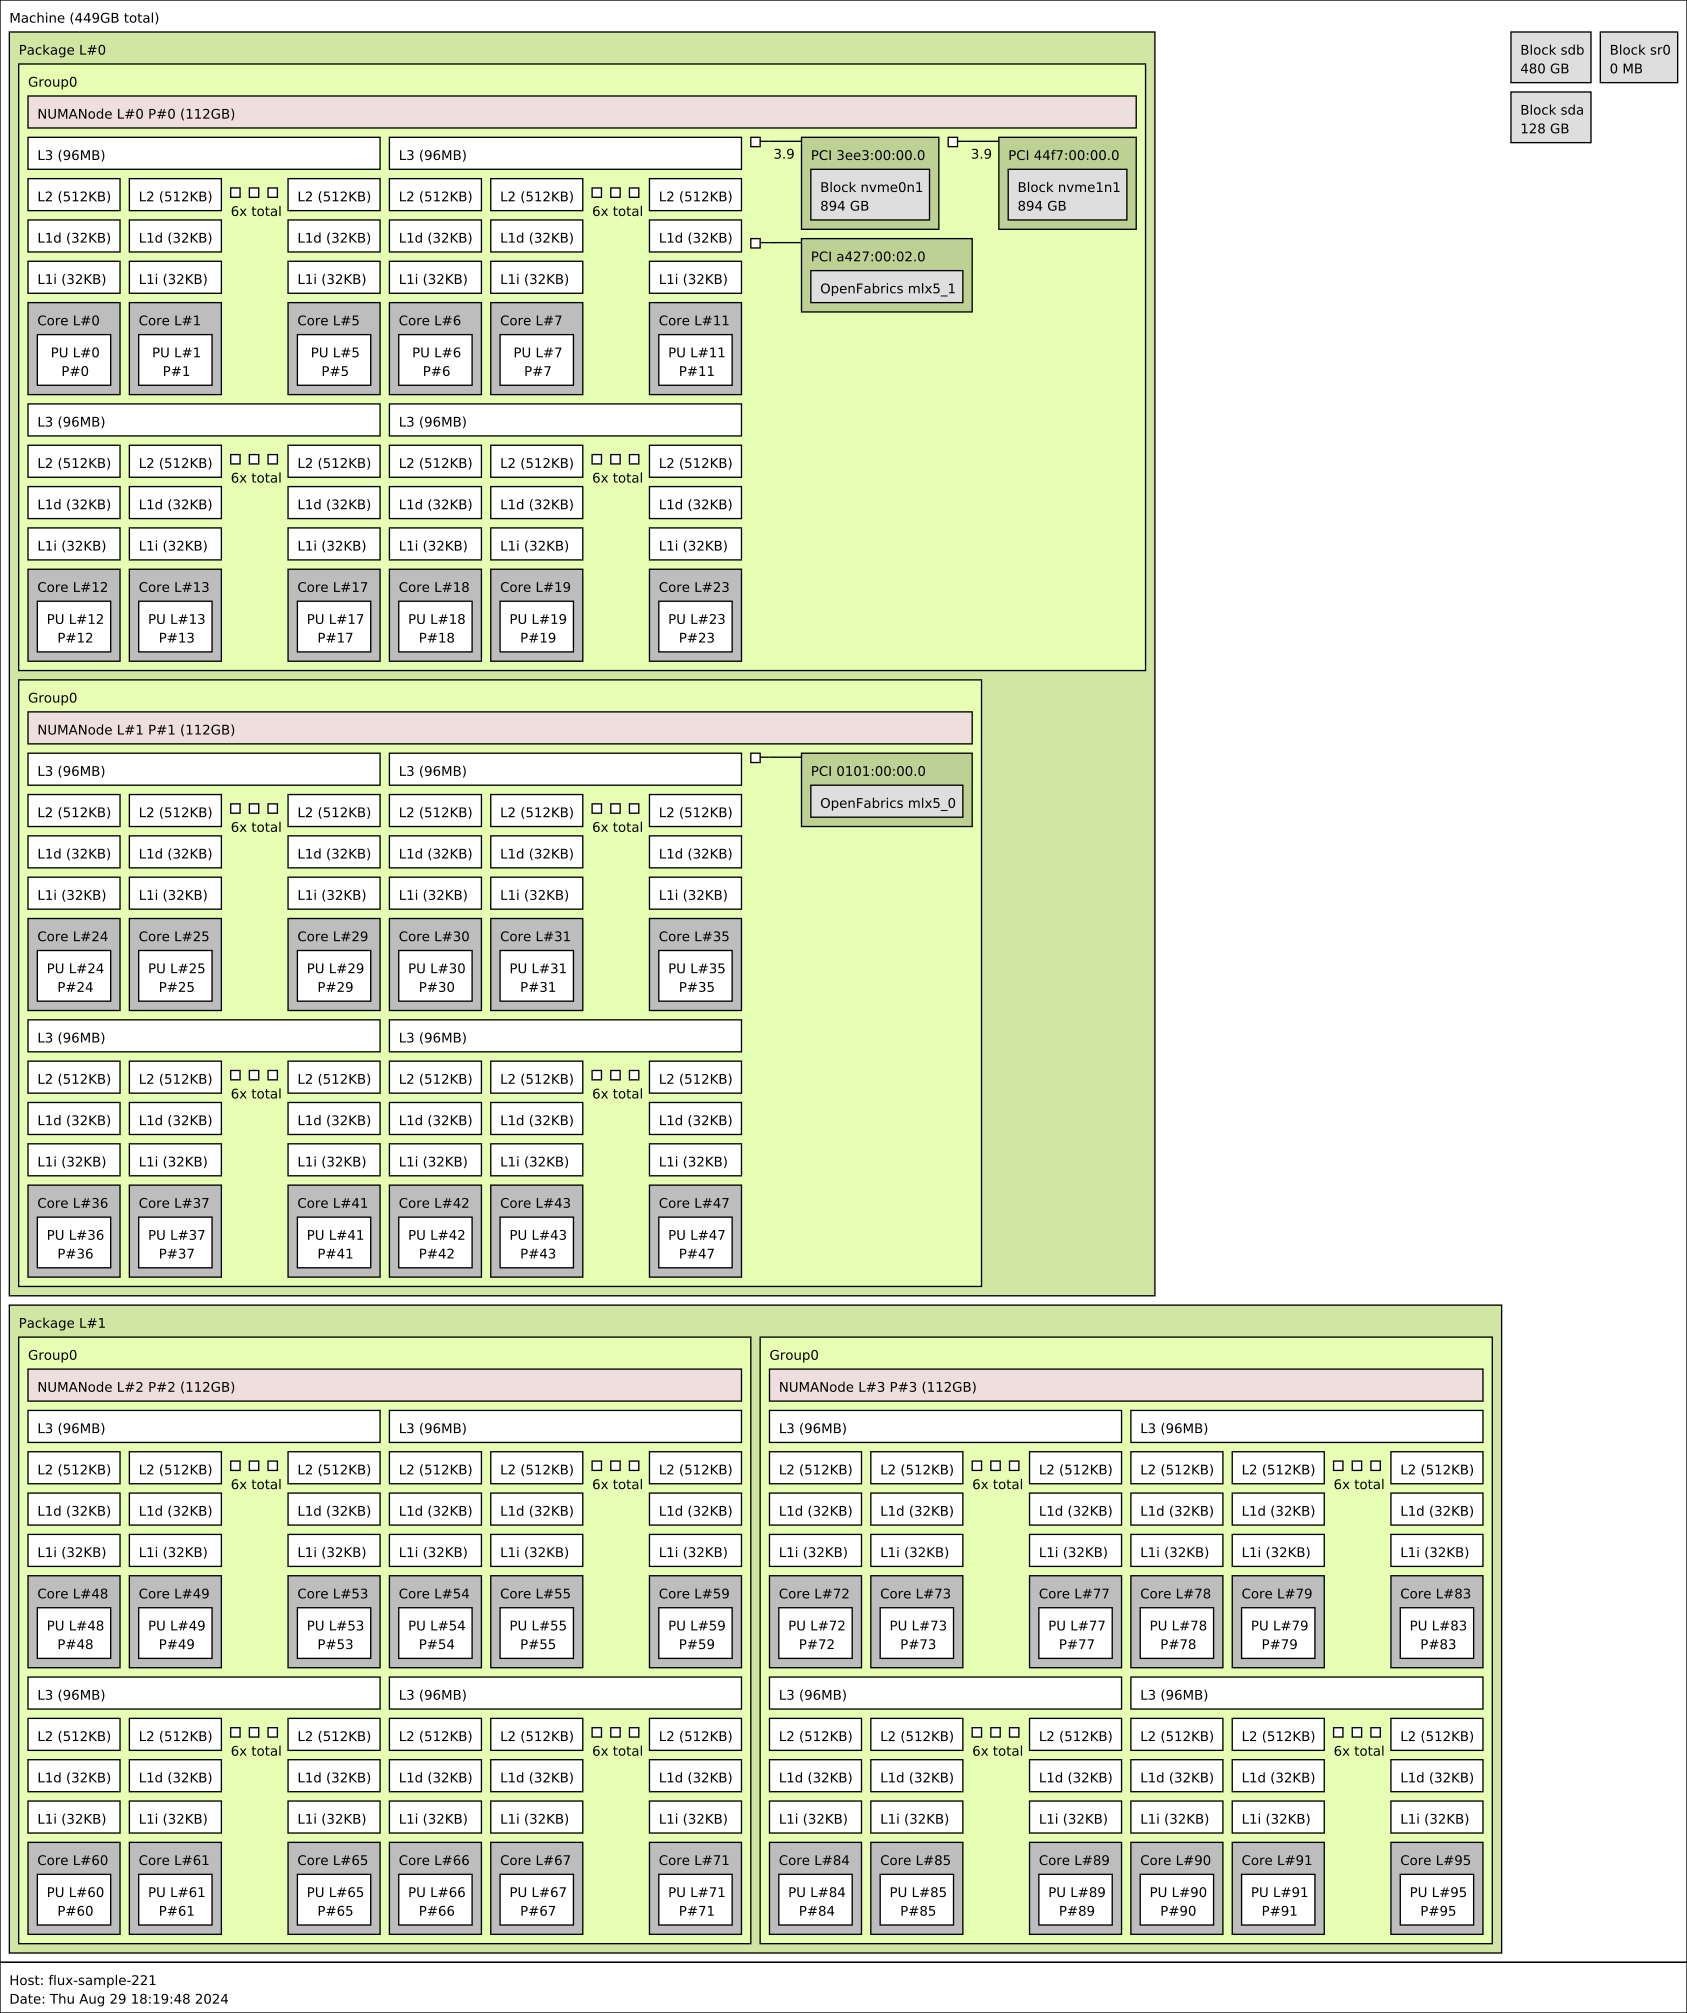 Machine (449GB total)
Package L#0
Group0
NUMANode L#0 P#0 (112GB)
L3 (96MB) L3 (96MB)
L2 (512KB) L2 (512KB) 6x total L2 (512KB) L2 (512KB) L2 (512KB) 6x total L2 (512KB)
L1d (32KB) L1d (32KB) L1d (32KB) L1d (32KB) L1d (32KB) L1d (32KB)
L1i (32KB) L1i (32KB) L1i (32KB) L1i (32KB) L1i (32KB) L1i (32KB)
Core L#0 Core L#1 Core L#5 Core L#6 Core L#7 Core L#11
PU L#0 PU L#1 PU L#5 PU L#6 PU L#7 PU L#11
P#0 P#1 P#5 P#6 P#7 P#11
3.9 PCI 3ee3:00:00.0 3.9 PCI 44f7:00:00.0
Block nvme0n1 Block nvme1n1
894 GB 894 GB
PCI a427:00:02.0
OpenFabrics mlx5_1
L3 (96MB) L3 (96MB)
L2 (512KB) L2 (512KB) 6x total L2 (512KB) L2 (512KB) L2 (512KB) 6x total L2 (512KB)
L1d (32KB) L1d (32KB) L1d (32KB) L1d (32KB) L1d (32KB) L1d (32KB)
L1i (32KB) L1i (32KB) L1i (32KB) L1i (32KB) L1i (32KB) L1i (32KB)
Core L#12 Core L#13 Core L#17 Core L#18 Core L#19 Core L#23
PU L#12 PU L#13 PU L#17 PU L#18 PU L#19 PU L#23
P#12 P#13 P#17 P#18 P#19 P#23
Group0
NUMANode L#1 P#1 (112GB)
L3 (96MB) L3 (96MB)
L2 (512KB) L2 (512KB) 6x total L2 (512KB) L2 (512KB) L2 (512KB) 6x total L2 (512KB)
L1d (32KB) L1d (32KB) L1d (32KB) L1d (32KB) L1d (32KB) L1d (32KB)
L1i (32KB) L1i (32KB) L1i (32KB) L1i (32KB) L1i (32KB) L1i (32KB)
Core L#24 Core L#25 Core L#29 Core L#30 Core L#31 Core L#35
PU L#24 PU L#25 PU L#29 PU L#30 PU L#31 PU L#35
P#24 P#25 P#29 P#30 P#31 P#35
PCI 0101:00:00.0
OpenFabrics mlx5_0
L3 (96MB) L3 (96MB)
L2 (512KB) L2 (512KB) 6x total L2 (512KB) L2 (512KB) L2 (512KB) 6x total L2 (512KB)
L1d (32KB) L1d (32KB) L1d (32KB) L1d (32KB) L1d (32KB) L1d (32KB)
L1i (32KB) L1i (32KB) L1i (32KB) L1i (32KB) L1i (32KB) L1i (32KB)
Core L#36 Core L#37 Core L#41 Core L#42 Core L#43 Core L#47
PU L#36 PU L#37 PU L#41 PU L#42 PU L#43 PU L#47
P#36 P#37 P#41 P#42 P#43 P#47
Package L#1
Group0
NUMANode L#2 P#2 (112GB)
L3 (96MB) L3 (96MB)
L2 (512KB) L2 (512KB) 6x total L2 (512KB) L2 (512KB) L2 (512KB) 6x total L2 (512KB)
L1d (32KB) L1d (32KB) L1d (32KB) L1d (32KB) L1d (32KB) L1d (32KB)
L1i (32KB) L1i (32KB) L1i (32KB) L1i (32KB) L1i (32KB) L1i (32KB)
Core L#48 Core L#49 Core L#53 Core L#54 Core L#55 Core L#59
PU L#48 PU L#49 PU L#53 PU L#54 PU L#55 PU L#59
P#48 P#49 P#53 P#54 P#55 P#59
L3 (96MB) L3 (96MB)
L2 (512KB) L2 (512KB) 6x total L2 (512KB) L2 (512KB) L2 (512KB) 6x total L2 (512KB)
L1d (32KB) L1d (32KB) L1d (32KB) L1d (32KB) L1d (32KB) L1d (32KB)
L1i (32KB) L1i (32KB) L1i (32KB) L1i (32KB) L1i (32KB) L1i (32KB)
Core L#60 Core L#61 Core L#65 Core L#66 Core L#67 Core L#71
PU L#60 PU L#61 PU L#65 PU L#66 PU L#67 PU L#71
P#60 P#61 P#65 P#66 P#67 P#71
Group0
NUMANode L#3 P#3 (112GB)
L3 (96MB) L3 (96MB)
L2 (512KB) L2 (512KB) 6x total L2 (512KB) L2 (512KB) L2 (512KB) 6x total L2 (512KB)
L1d (32KB) L1d (32KB) L1d (32KB) L1d (32KB) L1d (32KB) L1d (32KB)
L1i (32KB) L1i (32KB) L1i (32KB) L1i (32KB) L1i (32KB) L1i (32KB)
Core L#72 Core L#73 Core L#77 Core L#78 Core L#79 Core L#83
PU L#72 PU L#73 PU L#77 PU L#78 PU L#79 PU L#83
P#72 P#73 P#77 P#78 P#79 P#83
L3 (96MB) L3 (96MB)
L2 (512KB) L2 (512KB) 6x total L2 (512KB) L2 (512KB) L2 (512KB) 6x total L2 (512KB)
L1d (32KB) L1d (32KB) L1d (32KB) L1d (32KB) L1d (32KB) L1d (32KB)
L1i (32KB) L1i (32KB) L1i (32KB) L1i (32KB) L1i (32KB) L1i (32KB)
Core L#84 Core L#85 Core L#89 Core L#90 Core L#91 Core L#95
PU L#84 PU L#85 PU L#89 PU L#90 PU L#91 PU L#95
P#84 P#85 P#89 P#90 P#91 P#95
Block sdb Block sr0
480 GB 0 MB
Block sda
128 GB
Host: flux-sample-221
Date: Thu Aug 29 18:19:48 2024